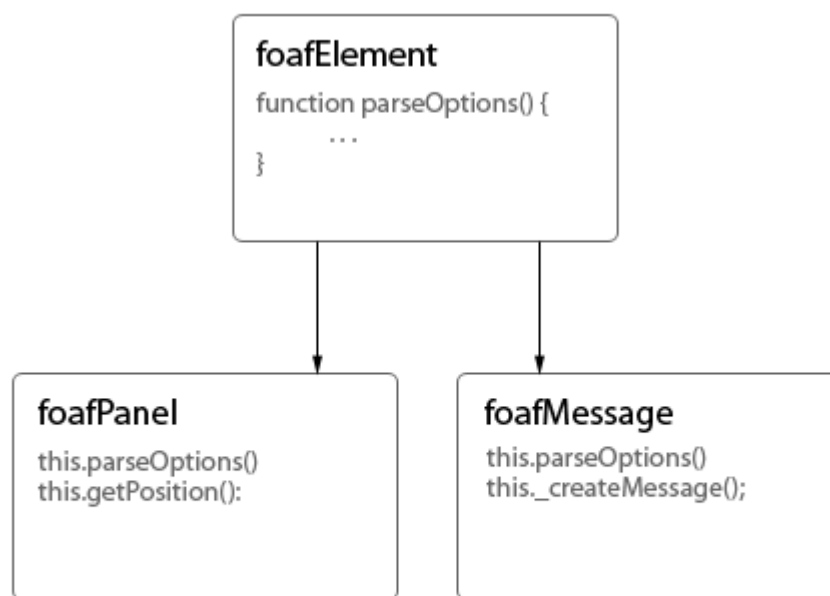 foafElement
function parseOptions() {
...
}
foafPanel
this.parseOptions()
this.getPosition():
foafMessage
this.parseOptions()
this._createMessage();